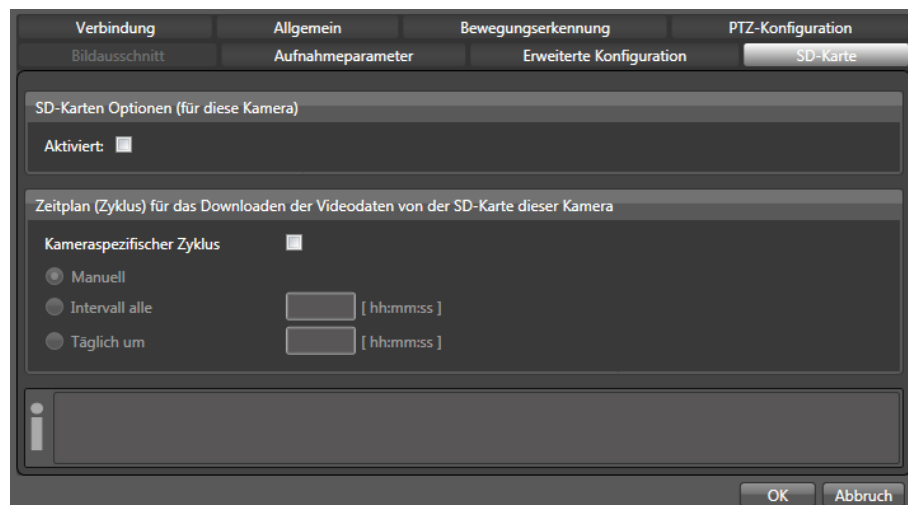 Verbindung Allgemein Bewegungserkennung PTZ-Konfiguration
Bildausschnitt Aufnahmeparameter Erweiterte Konfiguration SD-Karte
SD-Karten Optionen (für diese Kamera)
Aktiviert:
Zeitplan (Zyklus) für das Downloaden der Videodaten von der SD-Karte dieser Kamera
Kameraspezifischer Zyklus
Manuell
Intervall alle [ hh:mm:ss ]
Täglich um [ hh:mm:ss ]
OK Abbruch